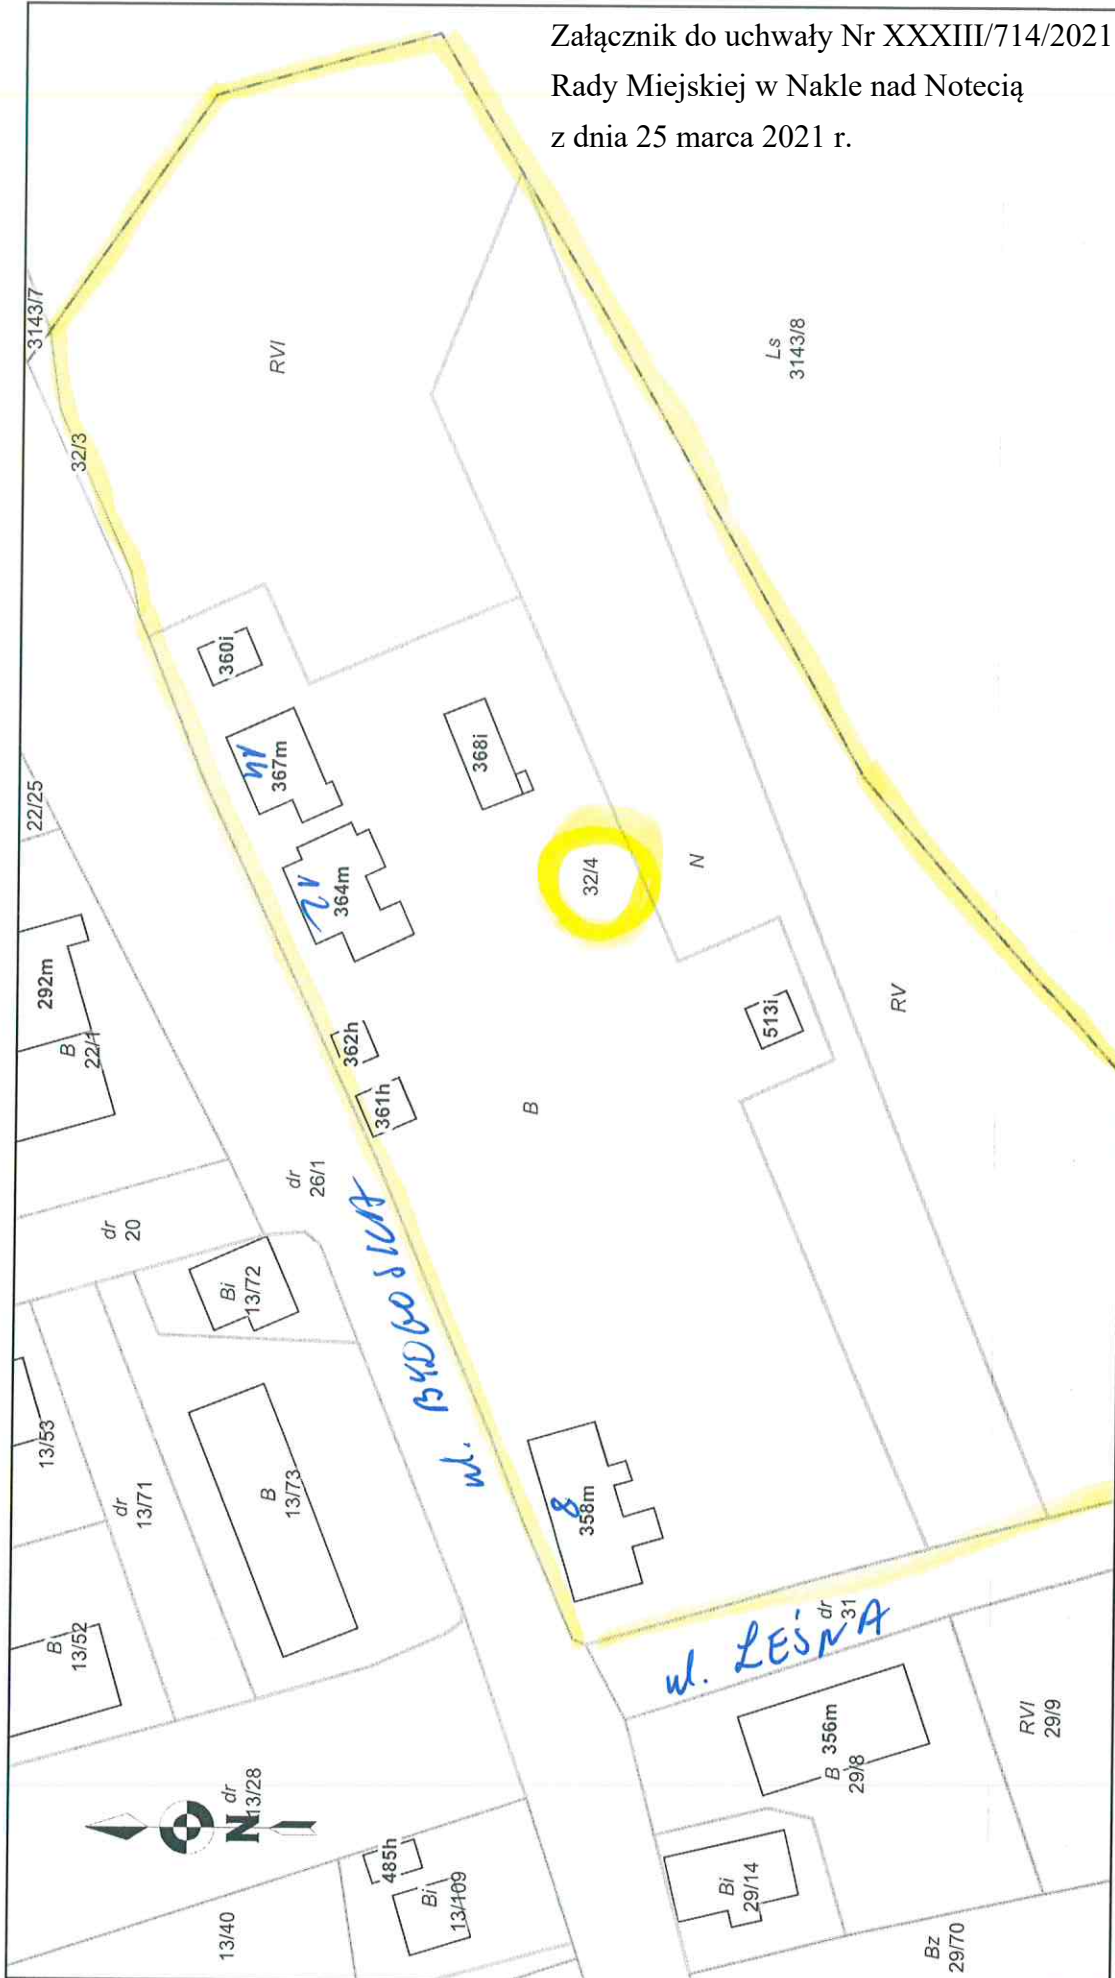 Załącznik do uchwały Nr XXXIII/714/2021
Rady Miejskiej w Nakle nad Notecią
z dnia 25 marca 2021 r.
3143/7
32/3
RVI
Ls
3143/8
360i
367m
368i
22/25
364m
32/4
N
292m
B
22/1
362h
361h
513i
RV
B
dr
26/1
dr
20
Bi
13/72
ul. BYDGOSKA
13/53
dr
13/71
B
13/73
8
358m
B
13/52
dr
31
ul. LEŚNA
B
356m
29/8
RVI
29/9
dr
13/28
N
485h
Bi
13/109
13/40
Bi
29/14
Bz
29/70